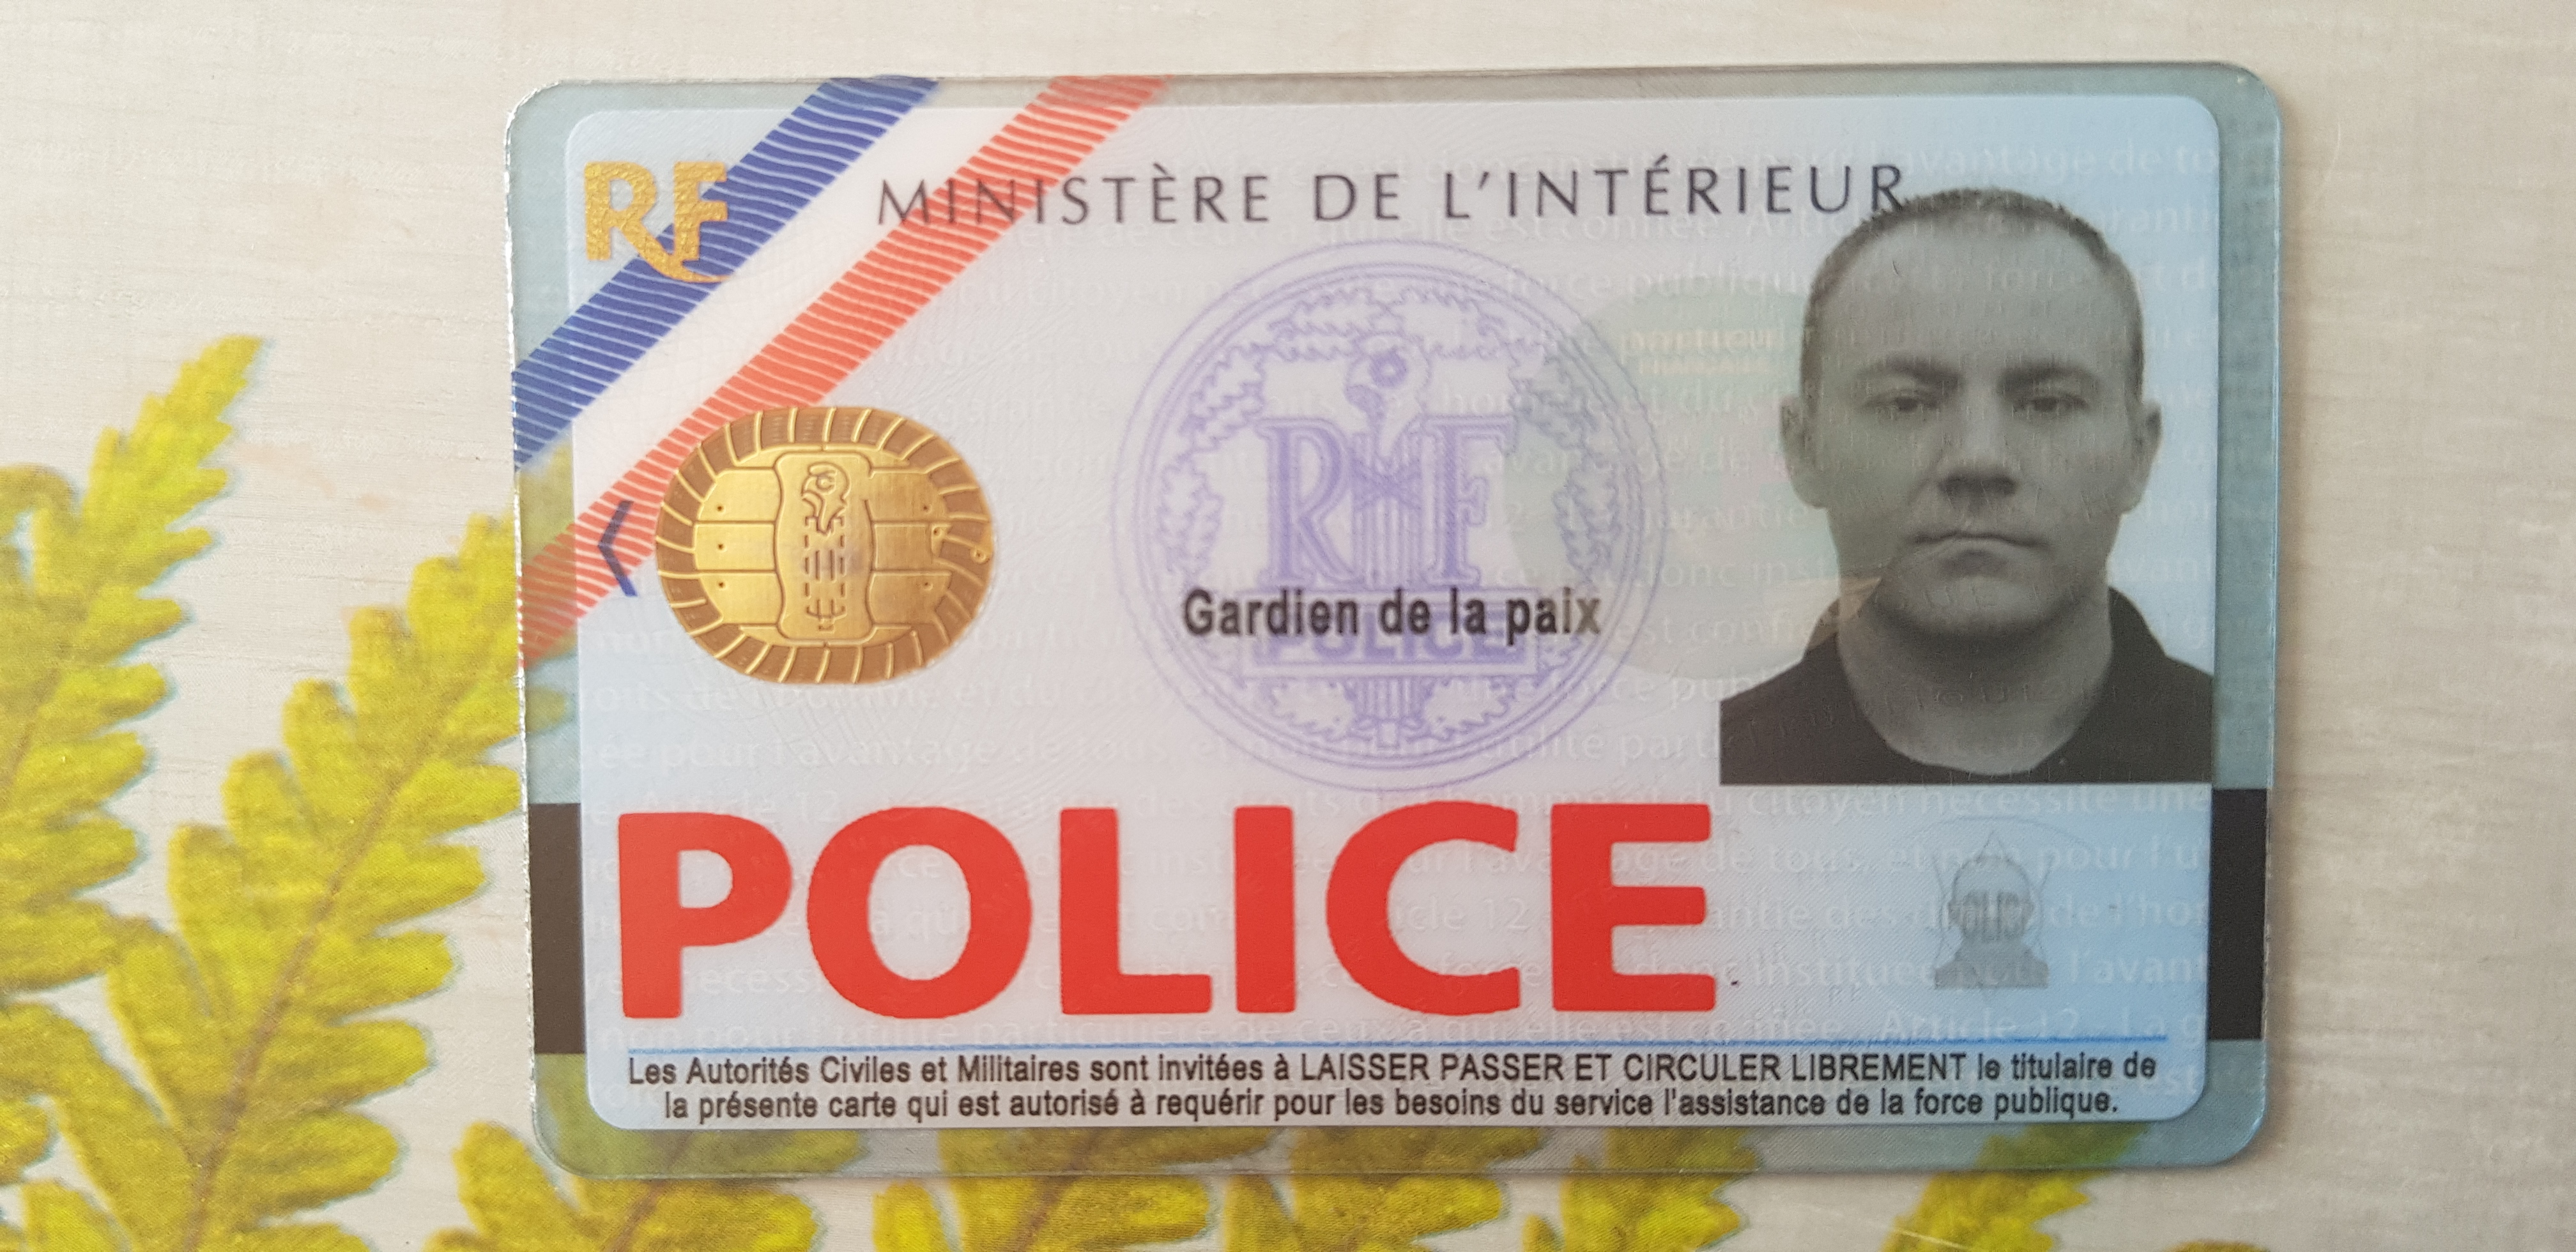 RF
MINISTÈRE DE L'INTÉRIEUR
RF
Gardien de la paix
POLICE
Les Autorités Civiles et Militaires sont invitées à LAISSER PASSER ET CIRCULER LIBREMENT le titulaire de
la présente carte qui est autorisé à requérir pour les besoins du service l'assistance de la force publique.